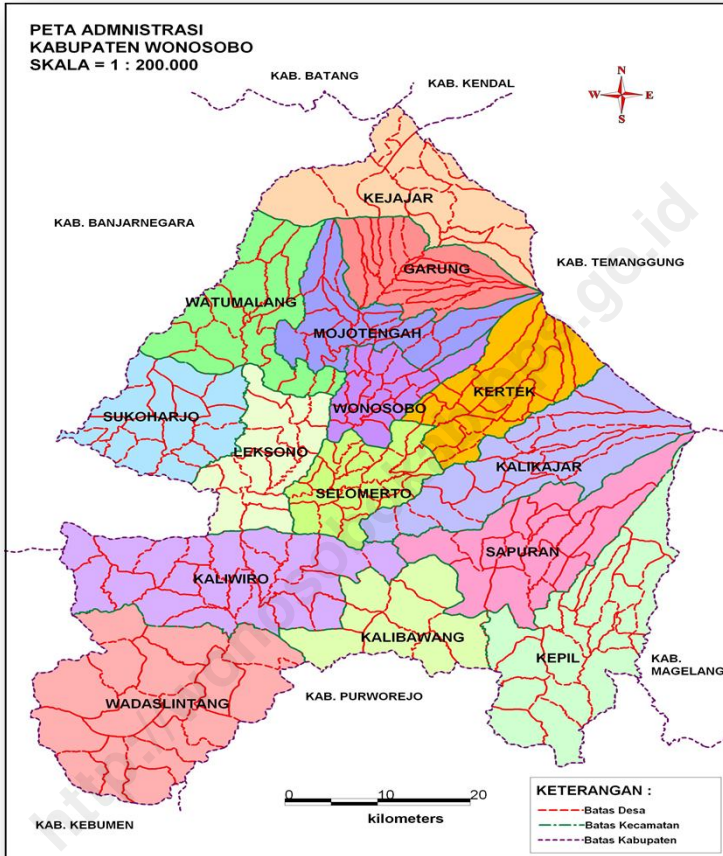 PETA ADMNISTRASI
KABUPATEN WONOSOBO
SKALA = 1 : 200.000
KAB. BATANG
KAB. KENDAL
N
W E
S
KEJAJAR
KAB. BANJARNEGARA
KAB. TEMANGGUNG
GARUNG
WATUMALANG
MOJOTENGAH
KERTEK
WONOSOBO
SUKOHARJO
LEKSONO
KALIKAJAR
SELOMERTO
SAPURAN
KALIWIRO
KALIBAWANG
KEPIL
KAB.
MAGELANG
KAB. PURWOREJO
WADASLINTANG
0 10 20
kilometers
KETERANGAN :
Batas Desa
Batas Kecamatan
Batas Kabupaten
KAB. KEBUMEN